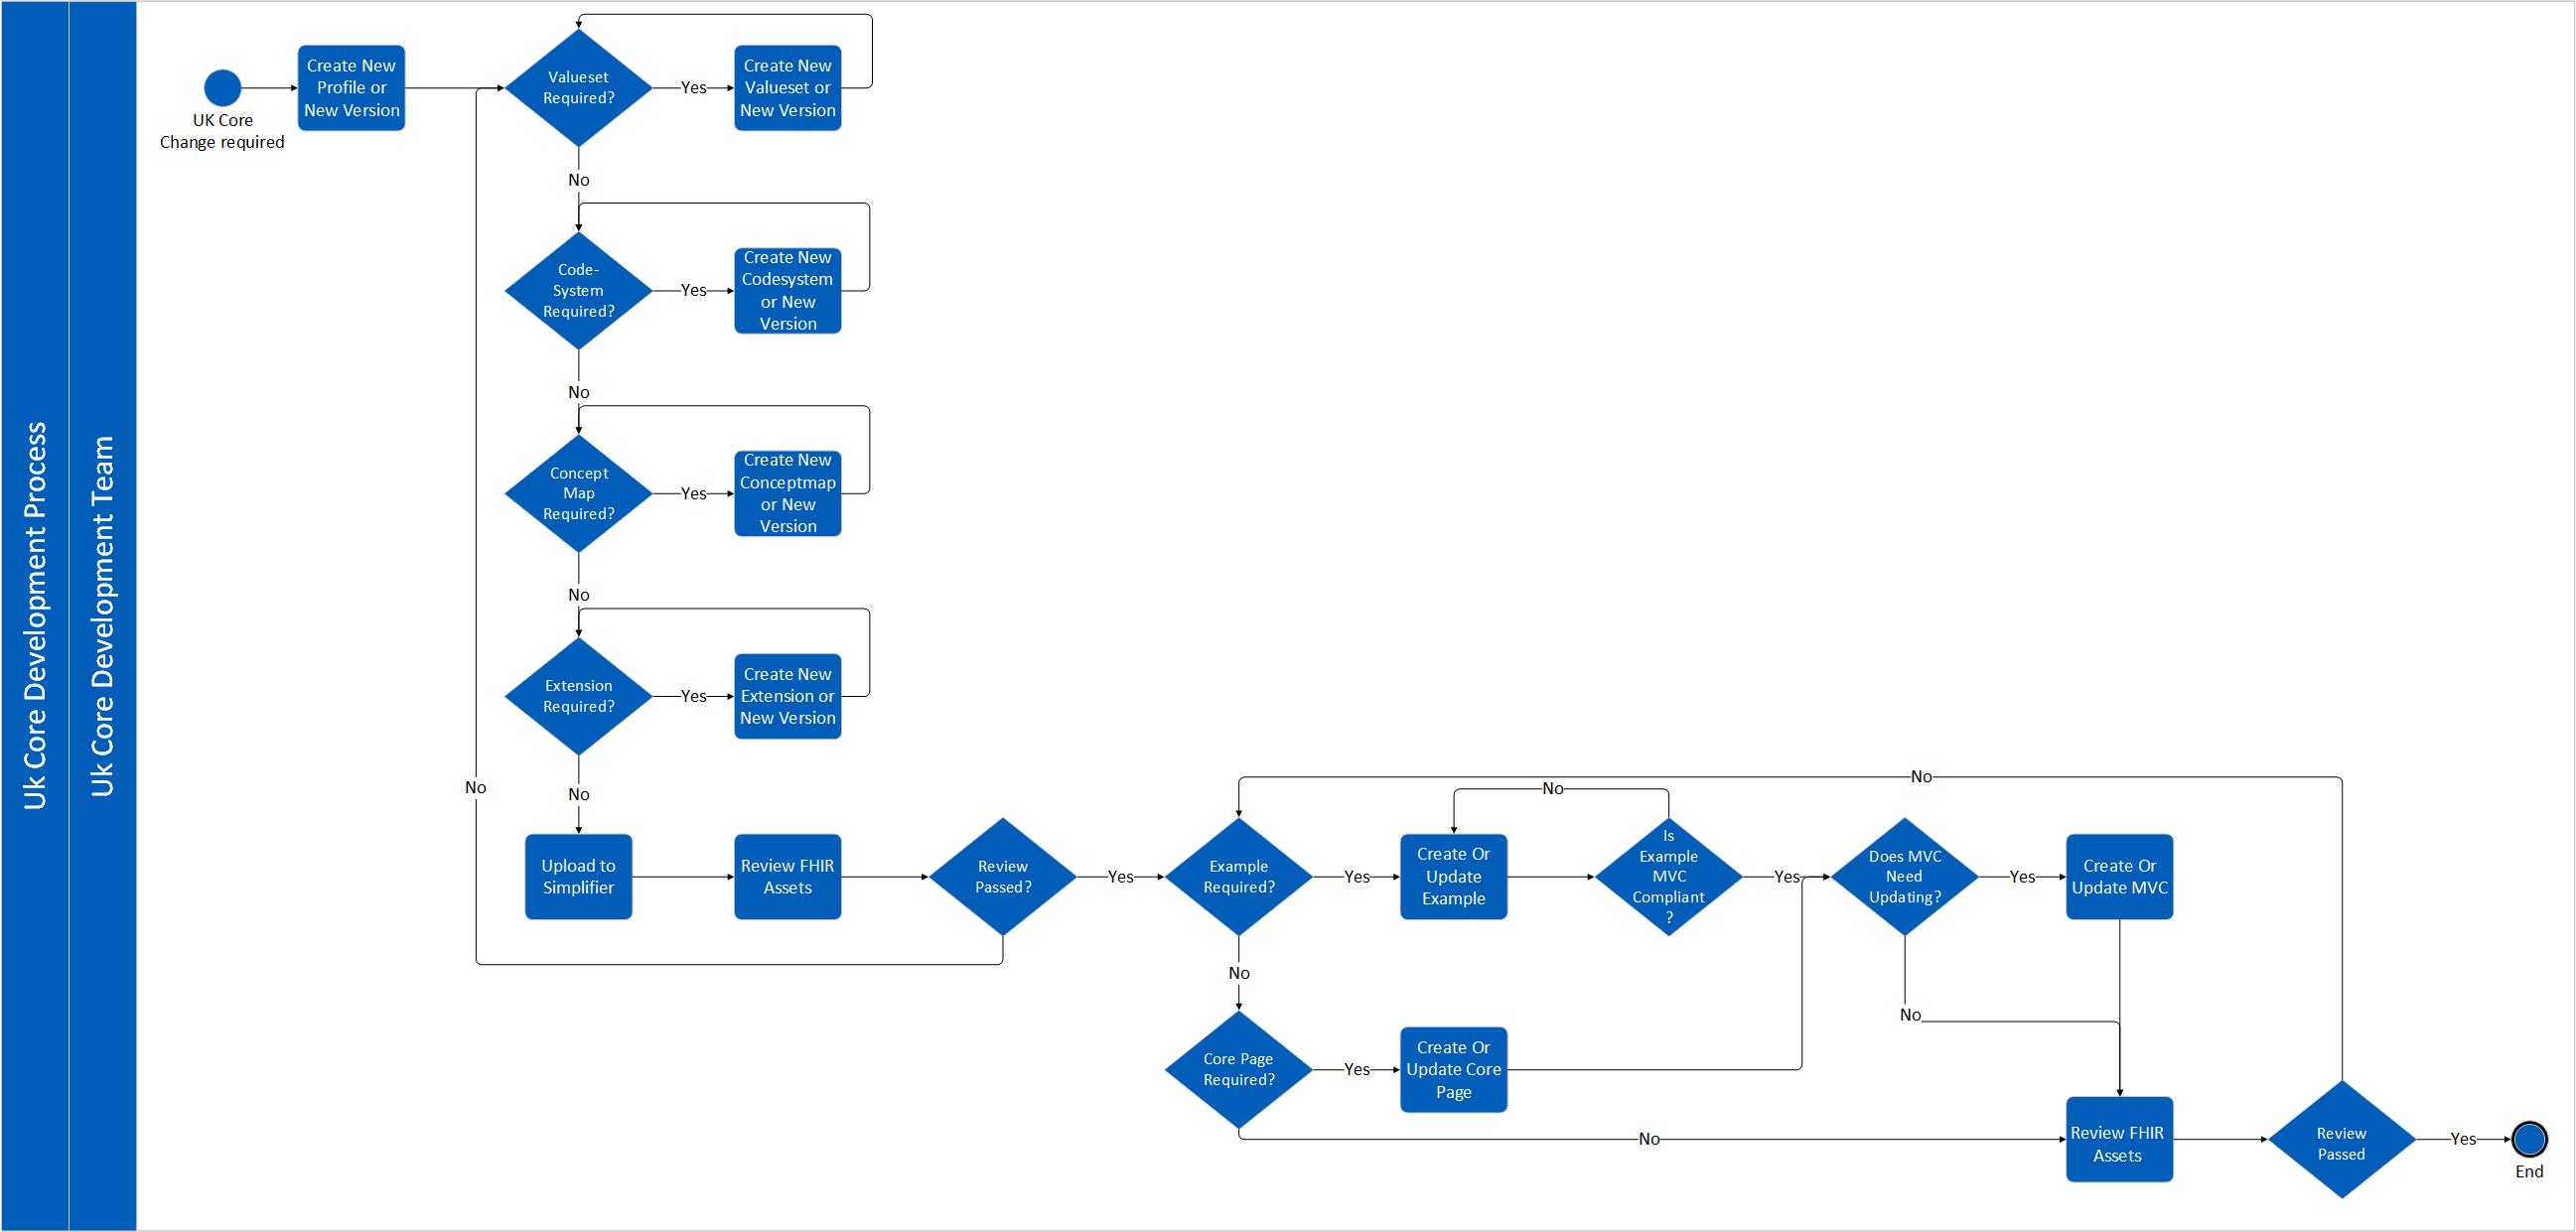 Uk Core Development Process
Uk Core Development Team
UK Core
Change required
Create New
Profile or
New Version
Valueset
Required?
Yes
Create New
Valueset or
New Version
No
Code-
System
Required?
Yes
Create New
Codesystem
or New
Version
No
Concept
Map
Required?
Yes
Create New
Conceptmap
or New
Version
No
Extension
Required?
Yes
Create New
Extension or
New Version
No
No
Upload to
Simplifier
Review FHIR
Assets
Review
Passed?
Yes
Example
Required?
Yes
Create Or
Update
Example
No
Is
Example
MVC
Compliant
?
Yes
Does MVC
Need
Updating?
Yes
Create Or
Update MVC
No
No
No
Core Page
Required?
Yes
Create Or
Update Core
Page
No
Review FHIR
Assets
Review
Passed
Yes
End